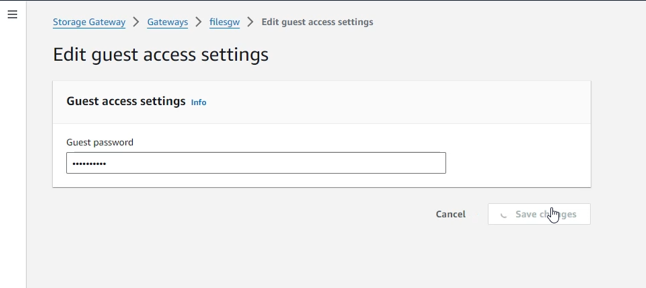 Storage Gateway > Gateways > filesgw > Edit guest access settings
Edit guest access settings
Guest access settings Info
Guest password
••••••••••
Cancel Save changes